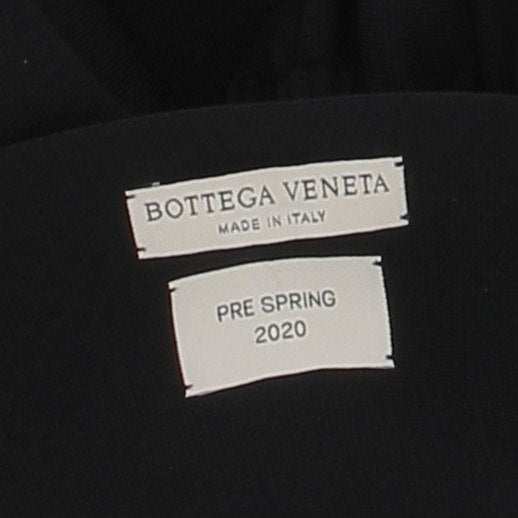 BOTTEGA VENETA
MADE IN ITALY
PRE SPRING
2020